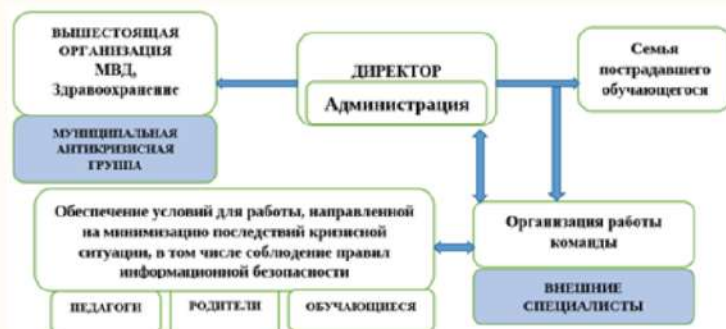 ВЫШЕСТОЯЩАЯ
ОРГАНИЗАЦИЯ
МВД,
Здравоохранение
МУНИЦИПАЛЬНАЯ
АНТИКРИЗИСНАЯ
ГРУППА
ДИРЕКТОР
Администрация
Семья
пострадавшего
обучающегося
Обеспечение условий для работы, направленной
на минимизацию последствий кризисной
ситуации, в том числе соблюдение правил
информационной безопасности
ПЕДАГОГИ
РОДИТЕЛИ
ОБУЧАЮЩИЕСЯ
Организация работы
команды
ВНЕШНИЕ
СПЕЦИАЛИСТЫ